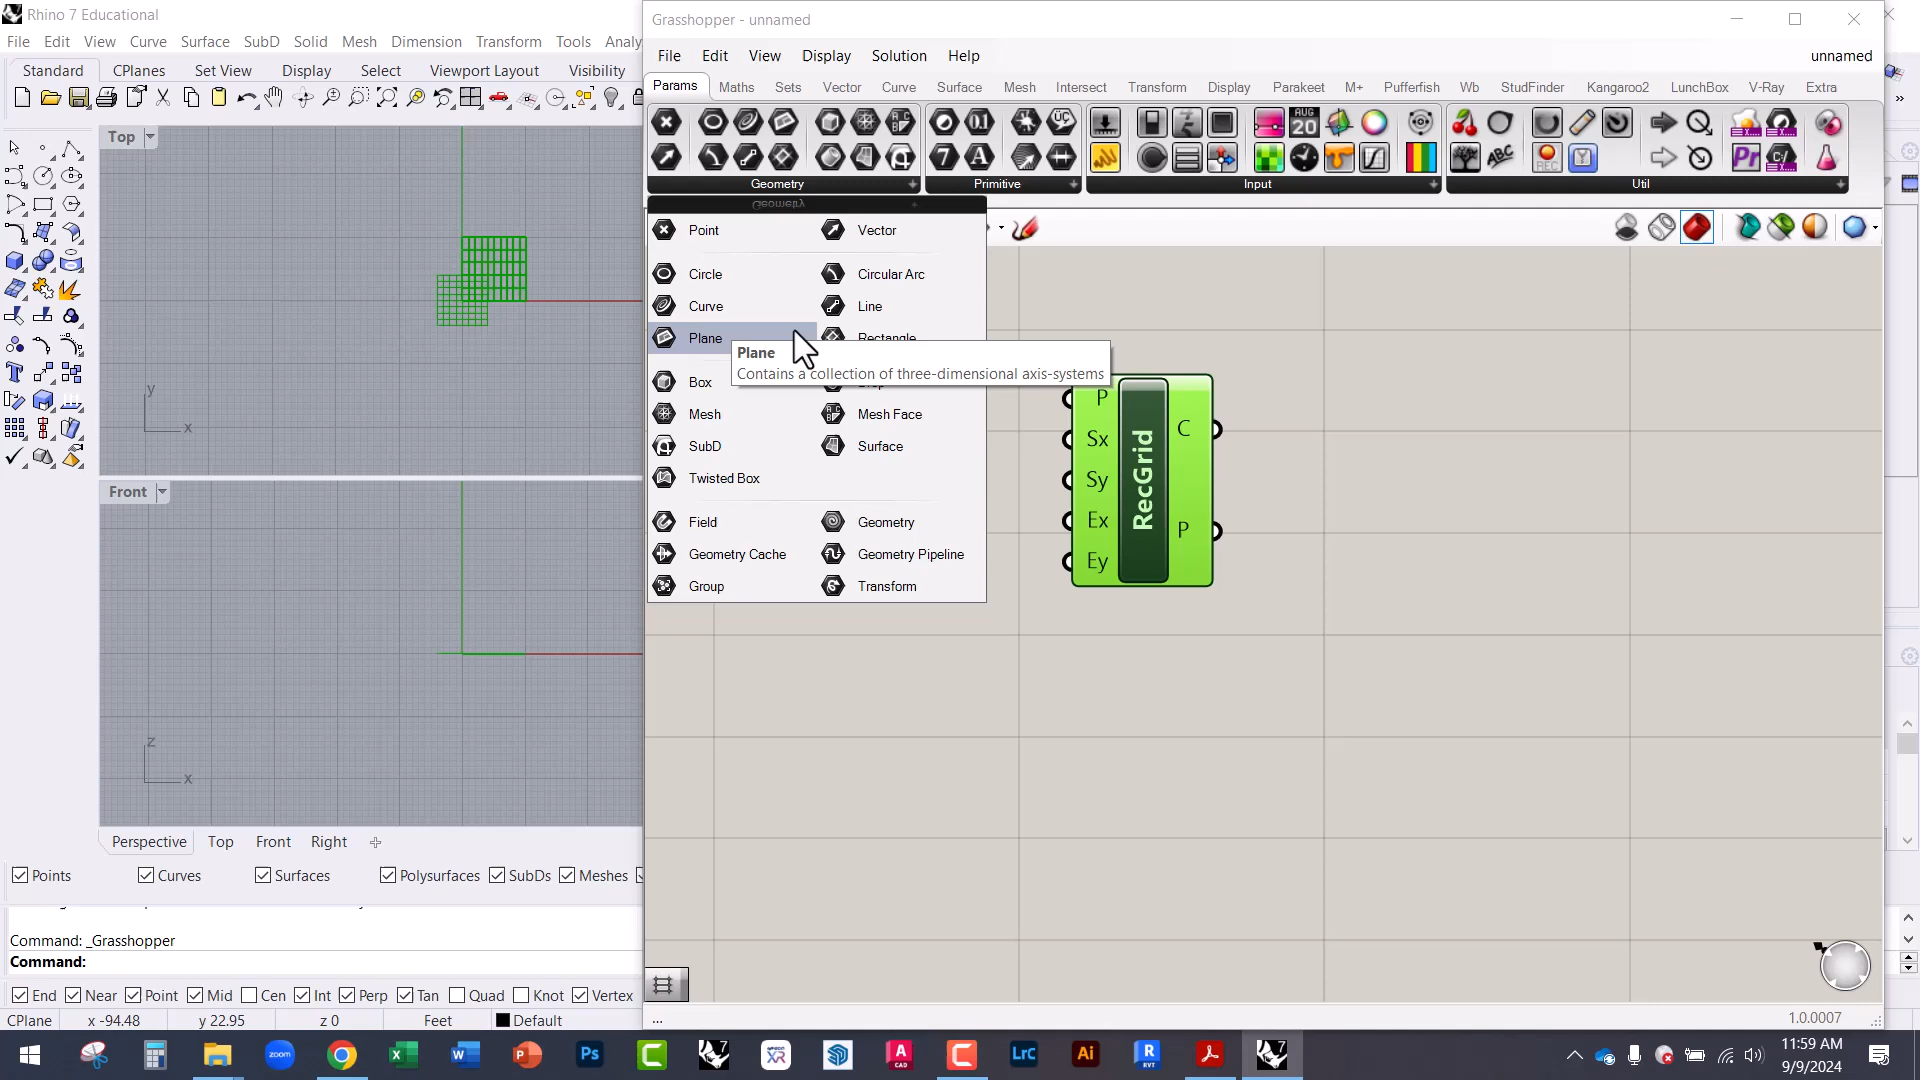 Rhino 7 Educational
File Edit View Curve Surface SubD Solid Mesh Dimension Transform Tools Analy
Standard CPlanes Set View Display Select Viewport Layout Visibility
Top
y
x
Front
z
x
Perspective Top Front Right
Points Curves Surfaces Polysurfaces SubDs Meshes
Command: _Grasshopper
Command:
End Near Point Mid Cen Int Perp Tan Quad Knot Vertex
CPlane x -94.48 y 22.95 z 0 Feet Default
Grasshopper - unnamed
File Edit View Display Solution Help unnamed
Params Maths Sets Vector Curve Surface Mesh Intersect Transform Display Parakeet M+ Pufferfish Wb StudFinder Kangaroo2 LunchBox V-Ray Extra
Geometry Primitive Input Util
Geometry
Point Vector
Circle Circular Arc
Curve Line
Plane Rectangle
Plane
Contains a collection of three-dimensional axis-systems
Box
Mesh Mesh Face
SubD Surface
Twisted Box
Field Geometry
Geometry Cache Geometry Pipeline
Group Transform
P
Sx
Sy
Ex
Ey
RecGrid
C
P
...
1.0.0007
11:59 AM
9/9/2024